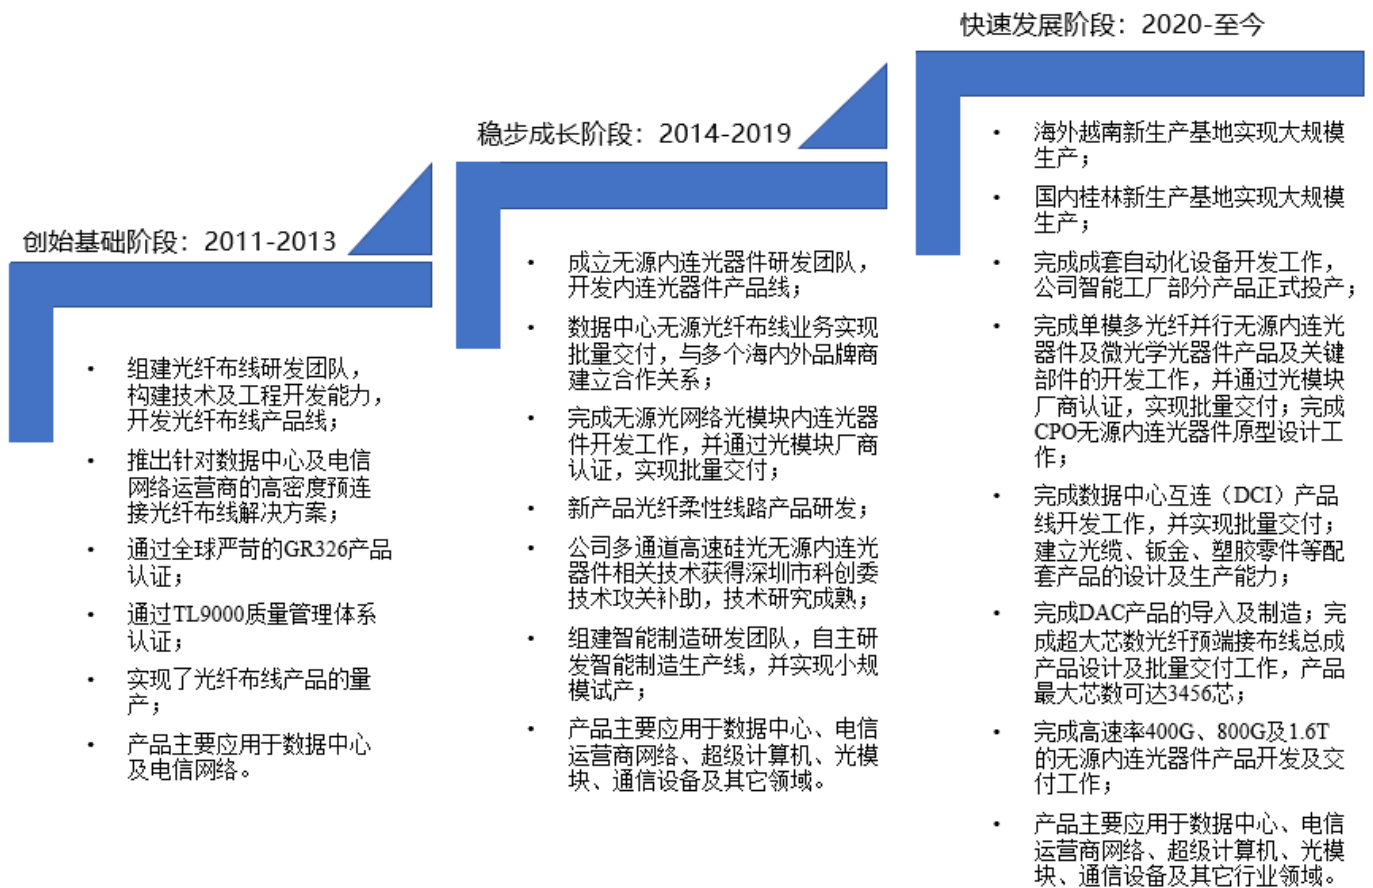 创始基础阶段：2011-2013
组建光纤布线研发团队，
构建技术及工程开发能力，
开发光纤布线产品线；
推出针对数据中心及电信
网络运营商的高密度预连
接光纤布线解决方案；
通过全球严苛的GR326产品
认证；
通过TL9000质量管理体系
认证；
实现了光纤布线产品的量
产；
产品主要应用于数据中心
及电信网络。
稳步成长阶段：2014-2019
成立无源内连光器件研发团队，
开发内连光器件产品线；
数据中心无源光纤布线业务实现
批量交付，与多个海内外品牌商
建立合作关系；
完成无源光网络光模块内连光器
件开发工作，并通过光模块厂商
认证，实现批量交付；
新产品光纤柔性线路产品研发；
公司多通道高速硅光无源内连光
器件相关技术获得深圳市科创委
技术攻关补助，技术研究成熟；
组建智能制造研发团队，自主研
发智能制造生产线，并实现小规
模试产；
产品主要应用于数据中心、电信
运营商网络、超级计算机、光模
块、通信设备及其它领域。
快速发展阶段：2020-至今
海外越南新生产基地实现大规模
生产；
国内桂林新生产基地实现大规模
生产；
完成成套自动化设备开发工作，
公司智能工厂部分产品正式投产；
完成单模多光纤并行无源内连光
器件及微光学光器件产品及关键
部件的开发工作，并通过光模块
厂商认证，实现批量交付；完成
CPO无源内连光器件原型设计工
作；
完成数据中心互连（DCI）产品
线开发工作，并实现批量交付；
建立光缆、钣金、塑胶零件等配
套产品的设计及生产能力；
完成DAC产品的导入及制造；完
成超大芯数光纤预端接布线总成
产品设计及批量交付工作，产品
最大芯数可达3456芯；
完成高速率400G、800G及1.6T
的无源内连光器件产品开发及交
付工作；
产品主要应用于数据中心、电信
运营商网络、超级计算机、光模
块、通信设备及其它行业领域。